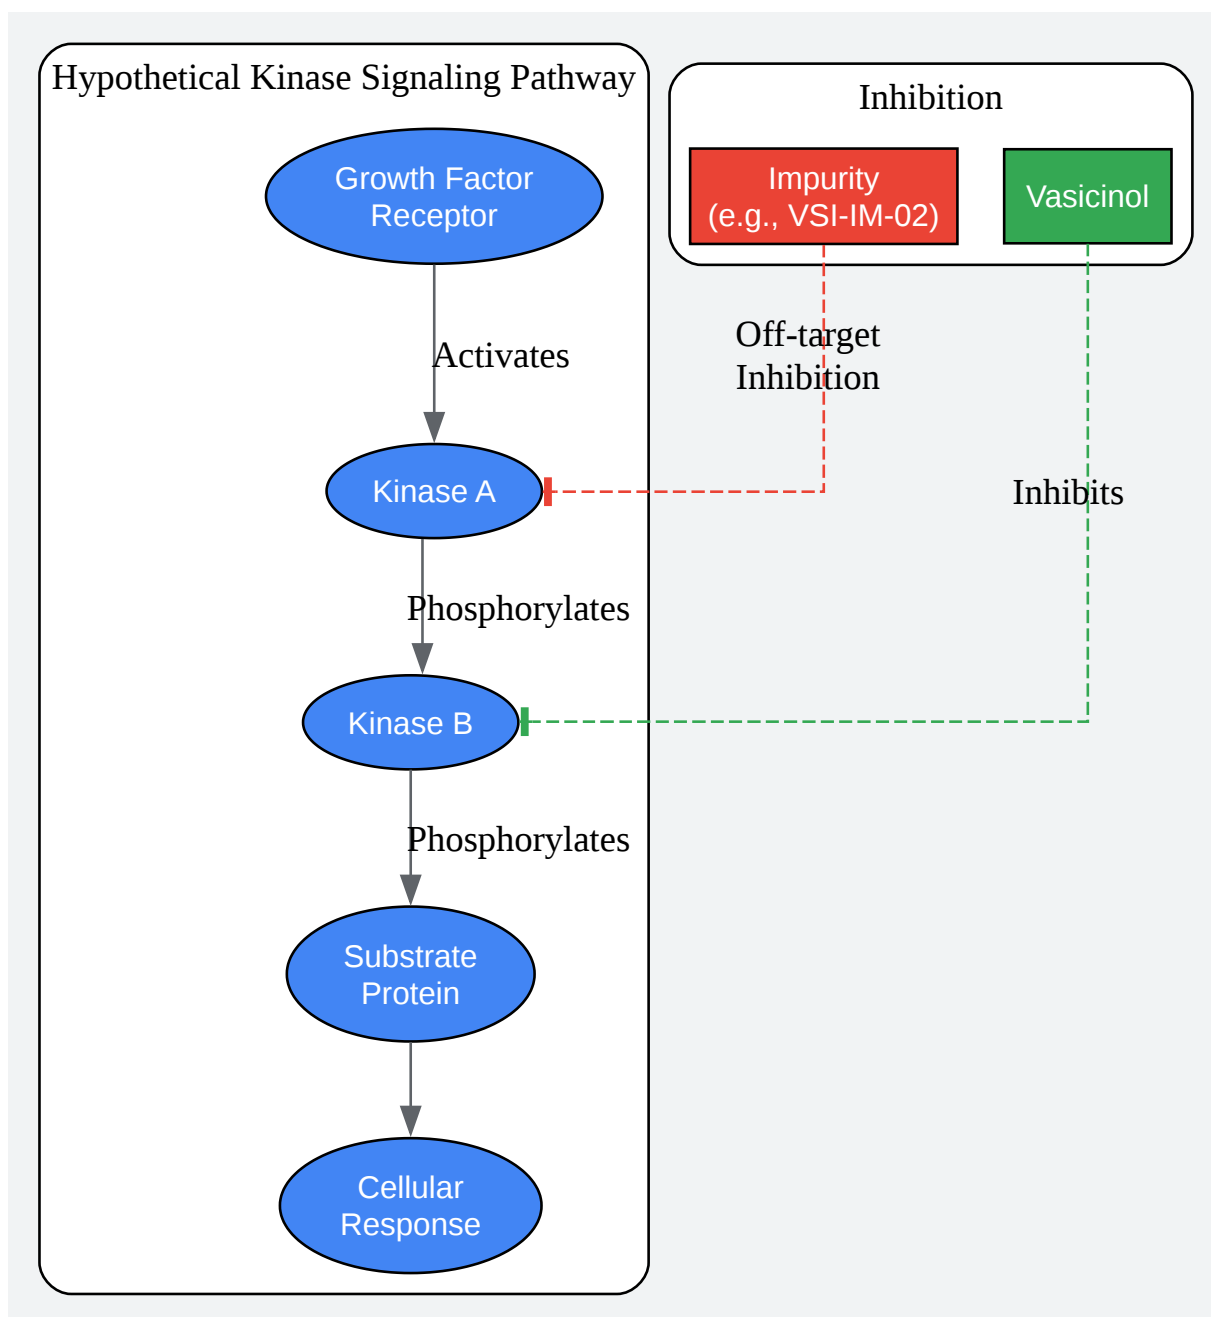 Hypothetical Kinase Signaling Pathway
Growth Factor
Receptor
Activates
Kinase A
Phosphorylates
Kinase B
Phosphorylates
Substrate
Protein
Cellular
Response
Inhibition
Impurity
(e.g., VSI-IM-02)
Vasicinol
Off-target
Inhibition
Inhibits